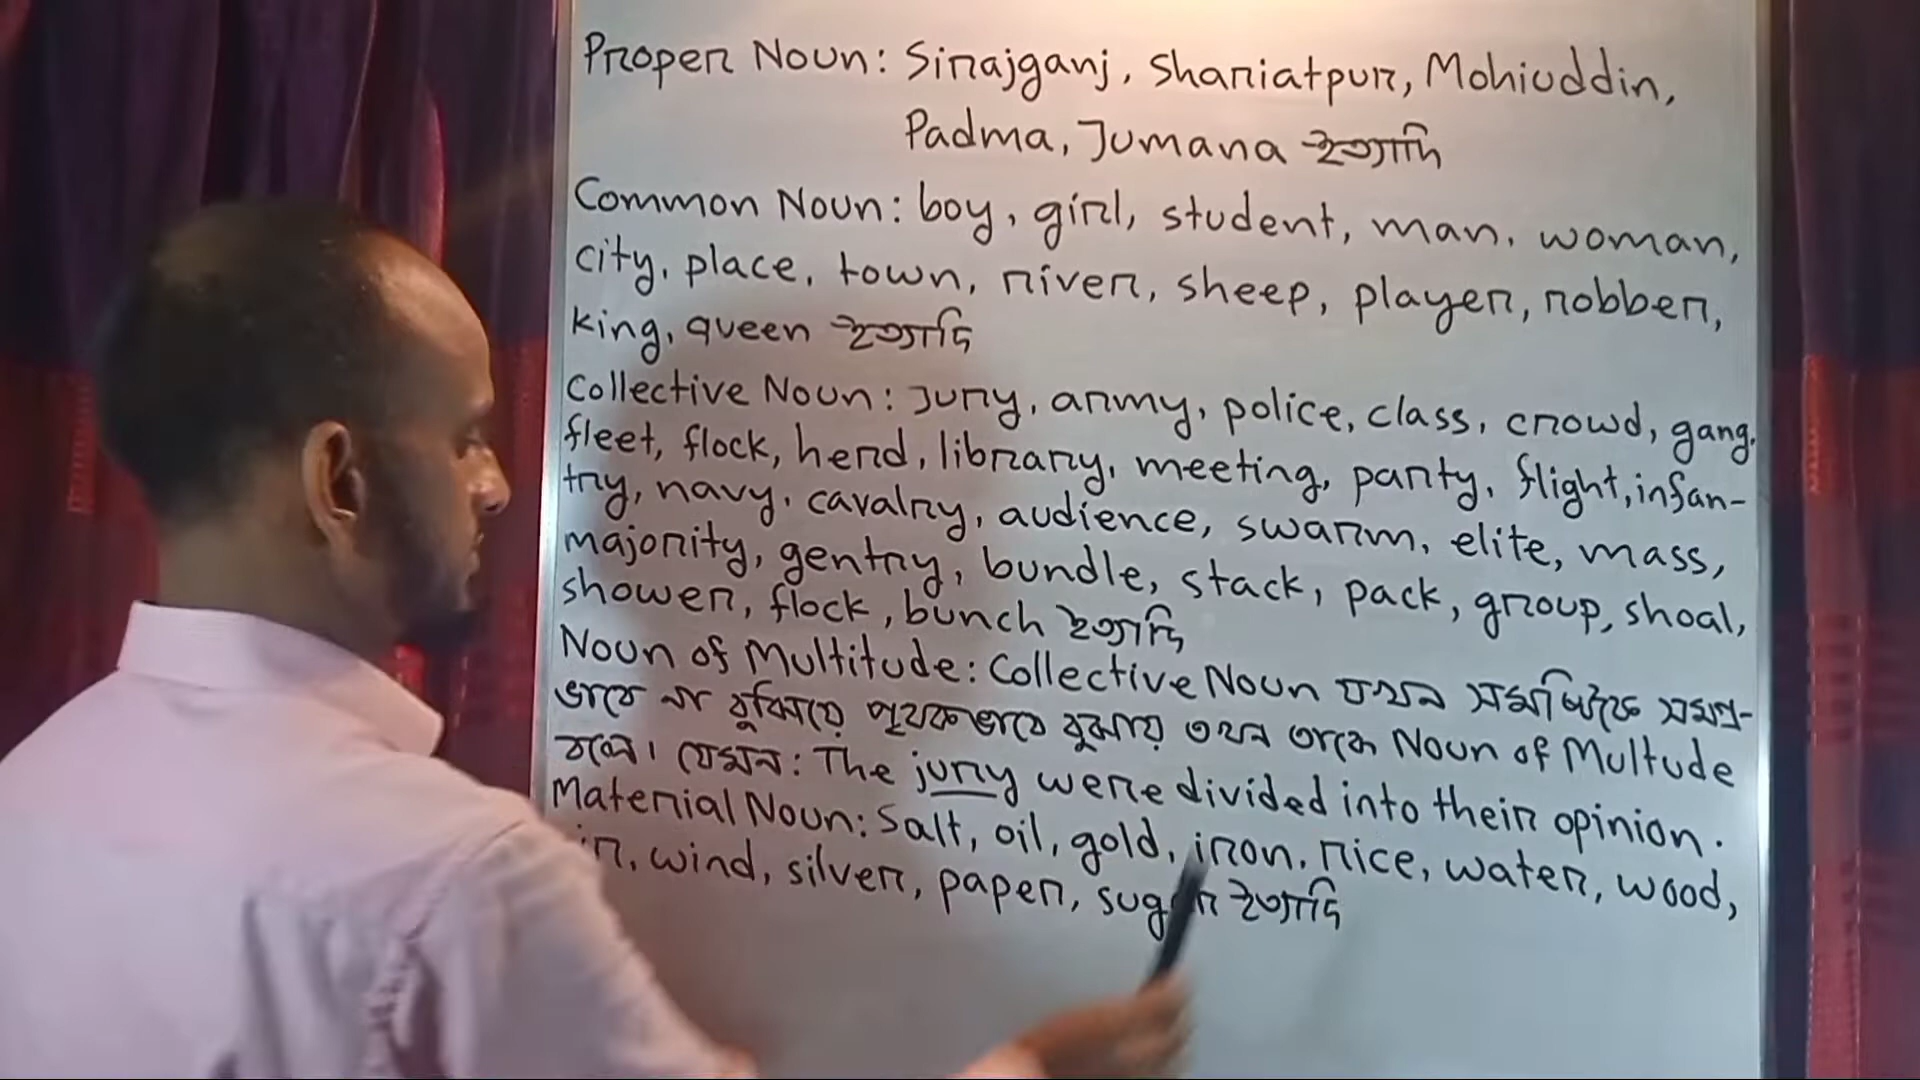 Proper Noun: Sirajganj, Shariatpur, Mohiuddin,
Padma, Jumana ইত্যাদি
Common Noun: boy, girl, student, man, woman,
city, place, town, river, sheep, player, robber,
king, queen ইত্যাদি
Collective Noun: Jury, army, police, class, crowd, gang,
fleet, flock, herd, library, meeting, party, flight, infan-
try, navy, cavalry, audience, swarm, elite, mass,
majority, gentry, bundle, stack, pack, group, shoal,
shower, flock, bunch ইত্যাদি
Noun of Multitude: Collective Noun যখন সমষ্টিকে সমগ্র-
ভাবে না বুঝিয়ে পৃথকভাবে বুঝায় তখন তাকে Noun of Multude
বলে। যেমন: The jury were divided into their opinion.
Material Noun: Salt, oil, gold, iron, rice, water, wood,
wind, silver, paper, sugar ইত্যাদি